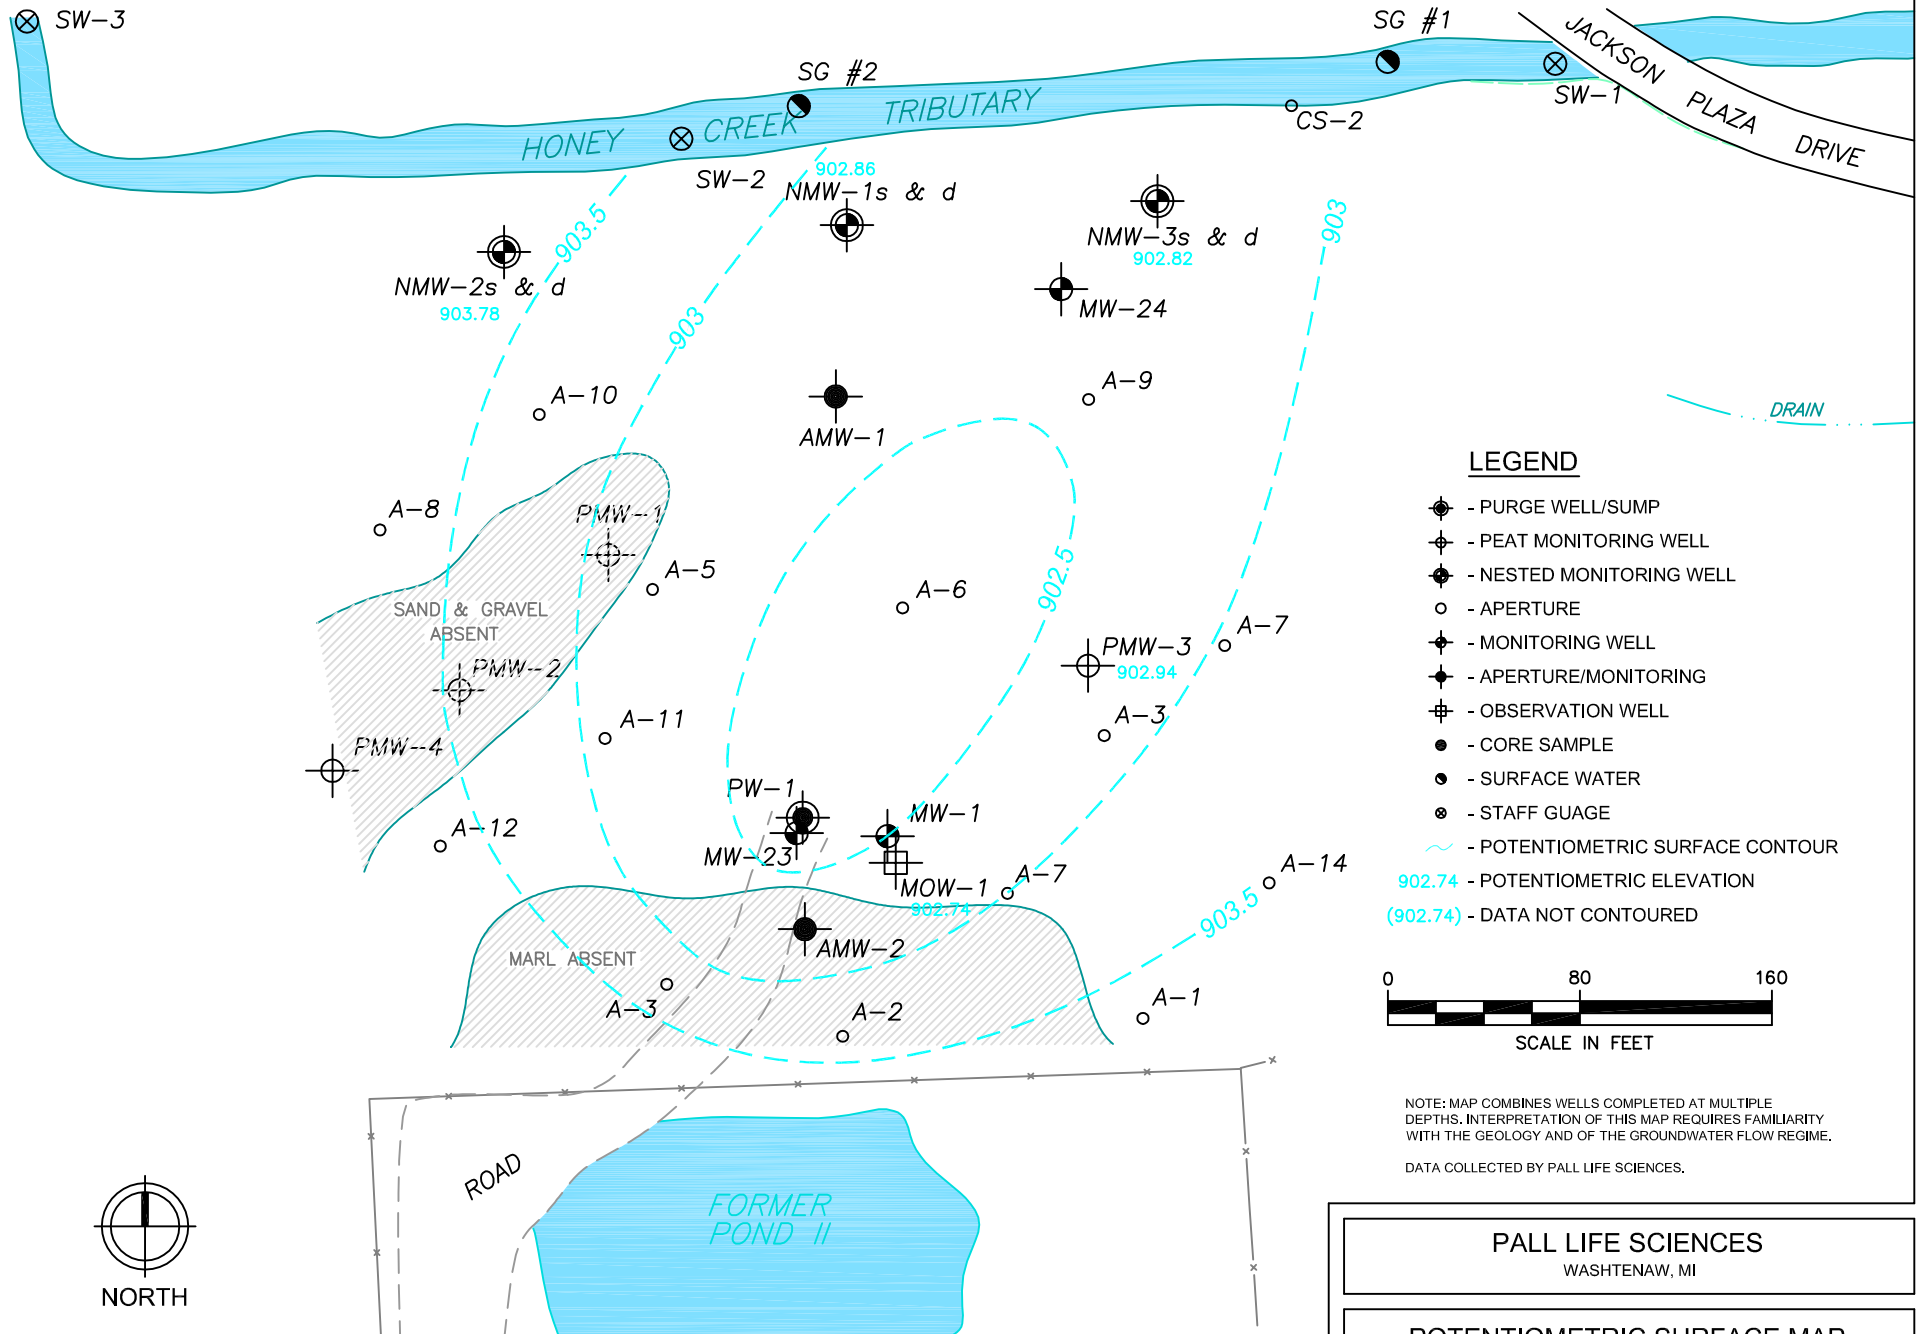 SW-3
SG #1
JACKSON PLAZA DRIVE
SG #2
HONEY CREEK TRIBUTARY
SW-1
CS-2
SW-2
902.86
NMW-1s & d
903.5
903
NMW-3s & d
902.82
NMW-2s & d
903.78
MW-24
903
A-10
A-9
AMW-1
DRAIN
A-8
PMW-1
A-5
902.5
A-6
SAND & GRAVEL
ABSENT
A-7
PMW-3
902.94
PMW-2
A-11
A-3
PMW-4
PW-1
MW-1
A-12
MW-23
A-14
MOW-1
902.74
A-7
903.5
AMW-2
MARL ABSENT
A-3
A-2
A-1
LEGEND
- PURGE WELL/SUMP
- PEAT MONITORING WELL
- NESTED MONITORING WELL
- APERTURE
- MONITORING WELL
- APERTURE/MONITORING
- OBSERVATION WELL
- CORE SAMPLE
- SURFACE WATER
- STAFF GUAGE
- POTENTIOMETRIC SURFACE CONTOUR
902.74 - POTENTIOMETRIC ELEVATION
(902.74) - DATA NOT CONTOURED
0 80 160
SCALE IN FEET
NOTE: MAP COMBINES WELLS COMPLETED AT MULTIPLE
DEPTHS. INTERPRETATION OF THIS MAP REQUIRES FAMILIARITY
WITH THE GEOLOGY AND OF THE GROUNDWATER FLOW REGIME.
DATA COLLECTED BY PALL LIFE SCIENCES.
ROAD
FORMER
POND II
NORTH
PALL LIFE SCIENCES
WASHTENAW, MI
POTENTIOMETRIC SURFACE MAP